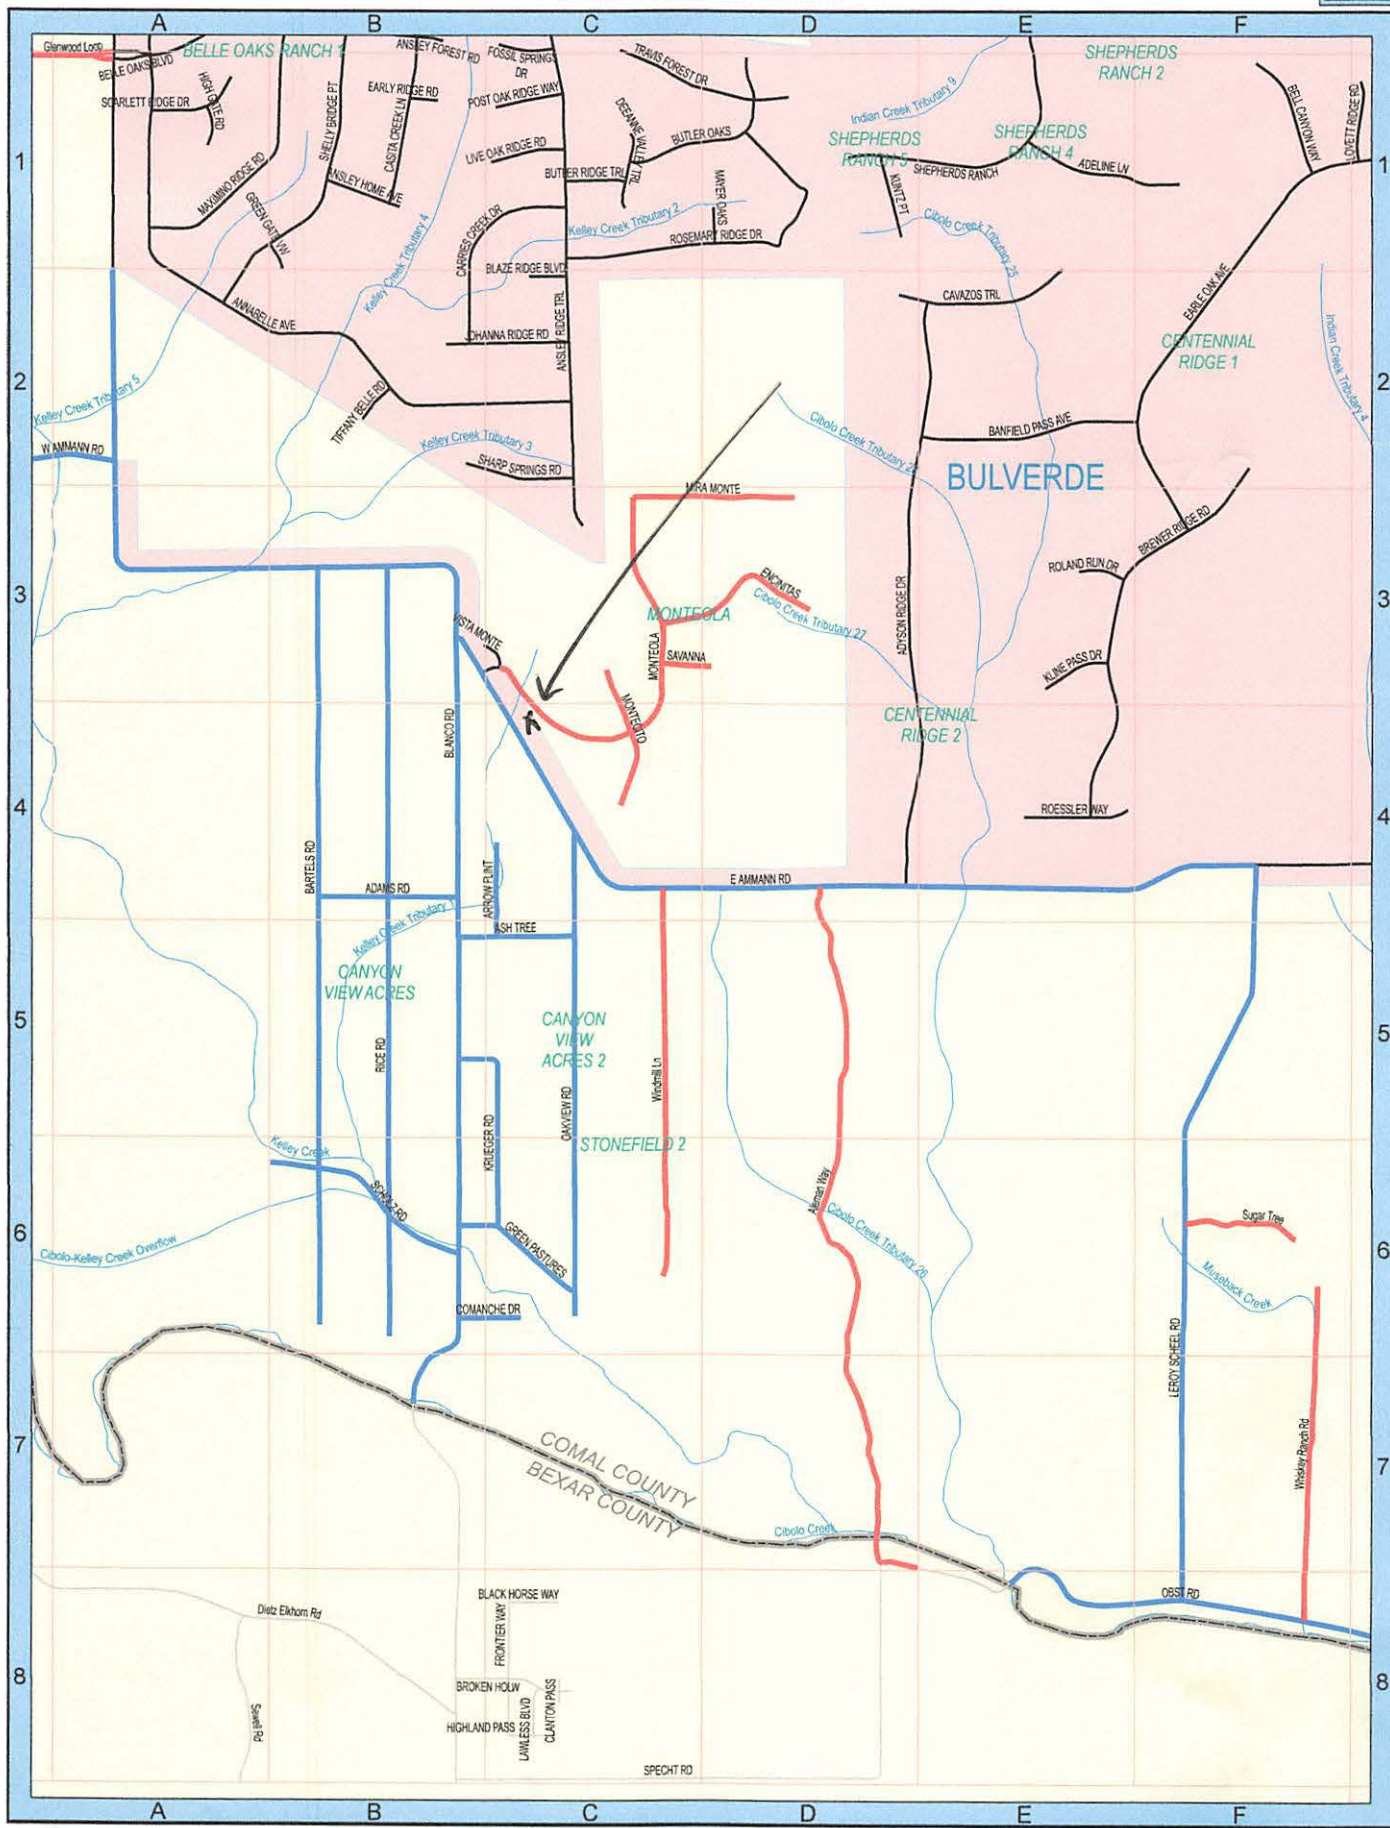 A B C D E F
Glenwood Loop
BELLE OAKS BLVD
BELLE OAKS RANCH 1
ANSLEY FOREST RD
FOSSIL SPRINGS
DR
TRAVIS FOREST DR
SHEPHERDS
RANCH 2
SCARLETT RIDGE DR
HIGH GATE RD
SHELLY BRIDGE PT
EARLY RIDGE RD
CASITA CREEK LN
POST OAK RIDGE WAY
DEEANNE VALLE TRL
BUTLER OAKS
Indian Creek Tributary 9
BELL CANYON WAY
LOVETT RIDGE RD
1
LIVE OAK RIDGE RD
SHEPHERDS
RANCH 5
SHEPHERDS
RANCH 4
1
MAXIMINO RIDGE RD
ANSLEY HOME AVE
BUTLER RIDGE TRL
MAYER OAKS
SHEPHERDS RANCH
ADELINE LN
KUNTZ PT
GREEN GATE VW
Kelley Creek Tributary 4
CARRIES CREEK DR
Kelley Creek Tributary 2
ROSEMARY RIDGE DR
Cibolo Creek Tributary 25
BLAZE RIDGE BLVD
ANNABELLE AVE
ANSLEY RIDGE TRL
CAVAZOS TRL
EARLE OAK AVE
JOHANNA RIDGE RD
CENTENNIAL
RIDGE 1
Indian Creek Tributary 4
2
2
Kelley Creek Tributary 5
TIFFANY BELLE RD
Kelley Creek Tributary 3
Cibolo Creek Tributary
BANFIELD PASS AVE
W AMMANN RD
SHARP SPRINGS RD
BULVERDE
MIRA MONTE
BREWER RIDGE RD
3
3
ENCINITAS
ROLAND RUN DR
MONTEOLA
Cibolo Creek Tributary 27
ADYSON RIDGE DR
VISTA MONTE
MONTEOLA
SAVANNA
KLINE PASS DR
BLANCO RD
MONTECITO
CENTENNIAL
RIDGE 2
4
4
ROESSLER WAY
BARTELS RD
ADAMS RD
ARROW FLINT
E AMMANN RD
Kelley Creek Tributary 1
ASH TREE
CANYON
VIEW ACRES
5
CANYON
VIEW
ACRES 2
5
RICE RD
OAKVIEW RD
Windmill Ln
KRUEGER RD
STONEFIELD 2
Kelley Creek
SCHULZ RD
Aleman Way
6
GREEN PASTURES
Cibolo Creek Tributary 26
Sugar Tree
6
Cibolo-Kelley Creek Overflow
Museback Creek
COMANCHE DR
LEROY SCHEEL RD
7
COMAL COUNTY
BEXAR COUNTY
Whiskey Ranch Rd
7
Cibolo Creek
Dietz Elkhorn Rd
BLACK HORSE WAY
FRONTIER WAY
OBST RD
8
BROKEN HOLW
8
Sewell Rd
HIGHLAND PASS
LAWLESS BLVD
CLANTON PASS
SPECHT RD
A B C D E F